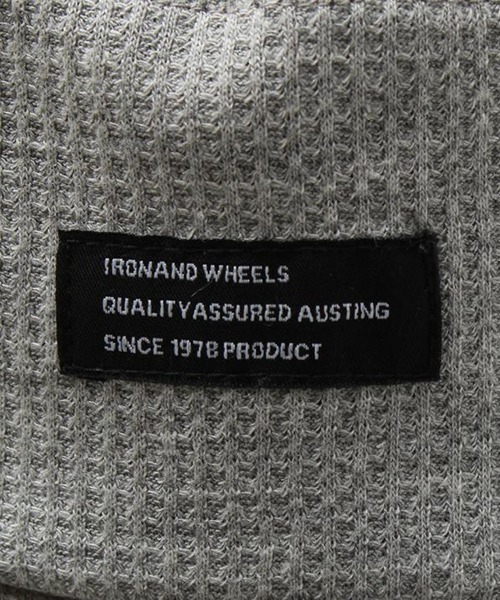 IRONAND WHEELS
QUALITYASSURED AUSTING
SINCE 1978 PRODUCT